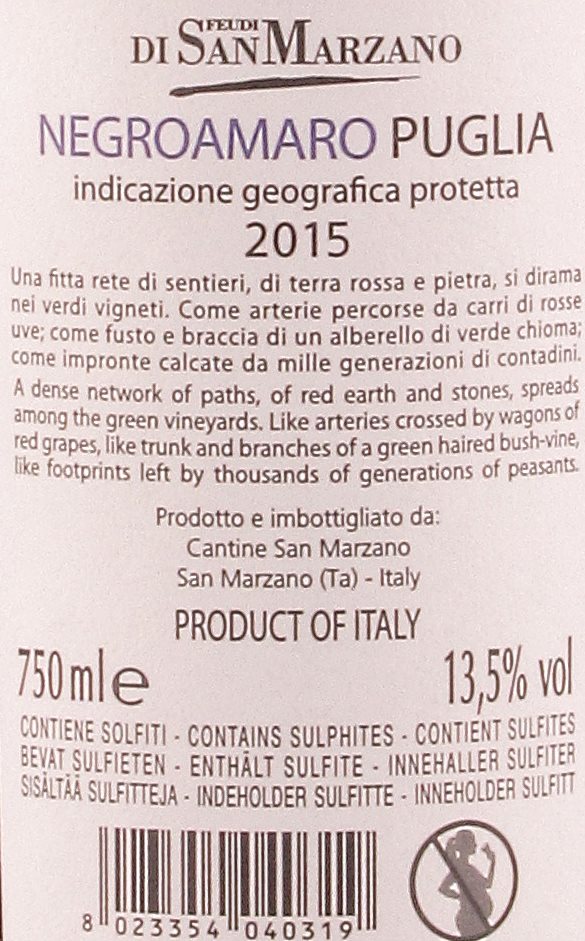 FEUDI
DI SAN MARZANO
NEGROAMARO PUGLIA
indicazione geografica protetta
2015
Una fitta rete di sentieri, di terra rossa e pietra, si dirama
nei verdi vigneti. Come arterie percorse da carri di rosse
uve; come fusto e braccia di un alberello di verde chioma;
come impronte calcate da mille generazioni di contadini.
A dense network of paths, of red earth and stones, spreads
among the green vineyards. Like arteries crossed by wagons of
red grapes, like trunk and branches of a green haired bush-vine,
like footprints left by thousands of generations of peasants.
Prodotto e imbottigliato da:
Cantine San Marzano
San Marzano (Ta) - Italy
PRODUCT OF ITALY
750 ml e 13,5% vol
CONTIENE SOLFITI - CONTAINS SULPHITES - CONTIENT SULFITES
BEVAT SULFIETEN - ENTHÄLT SULFITE - INNEHALLER SULFITER
SISÄLTÄÄ SULFITTEJA - INDEHOLDER SULFITTE - INNEHOLDER SULFITT
8 023354 040319